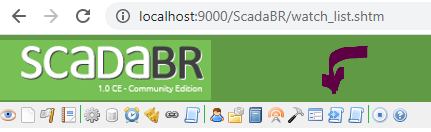 localhost:9000/ScadaBR/watch_list.shtm
SCADABR
1.0 CE - Community Edition